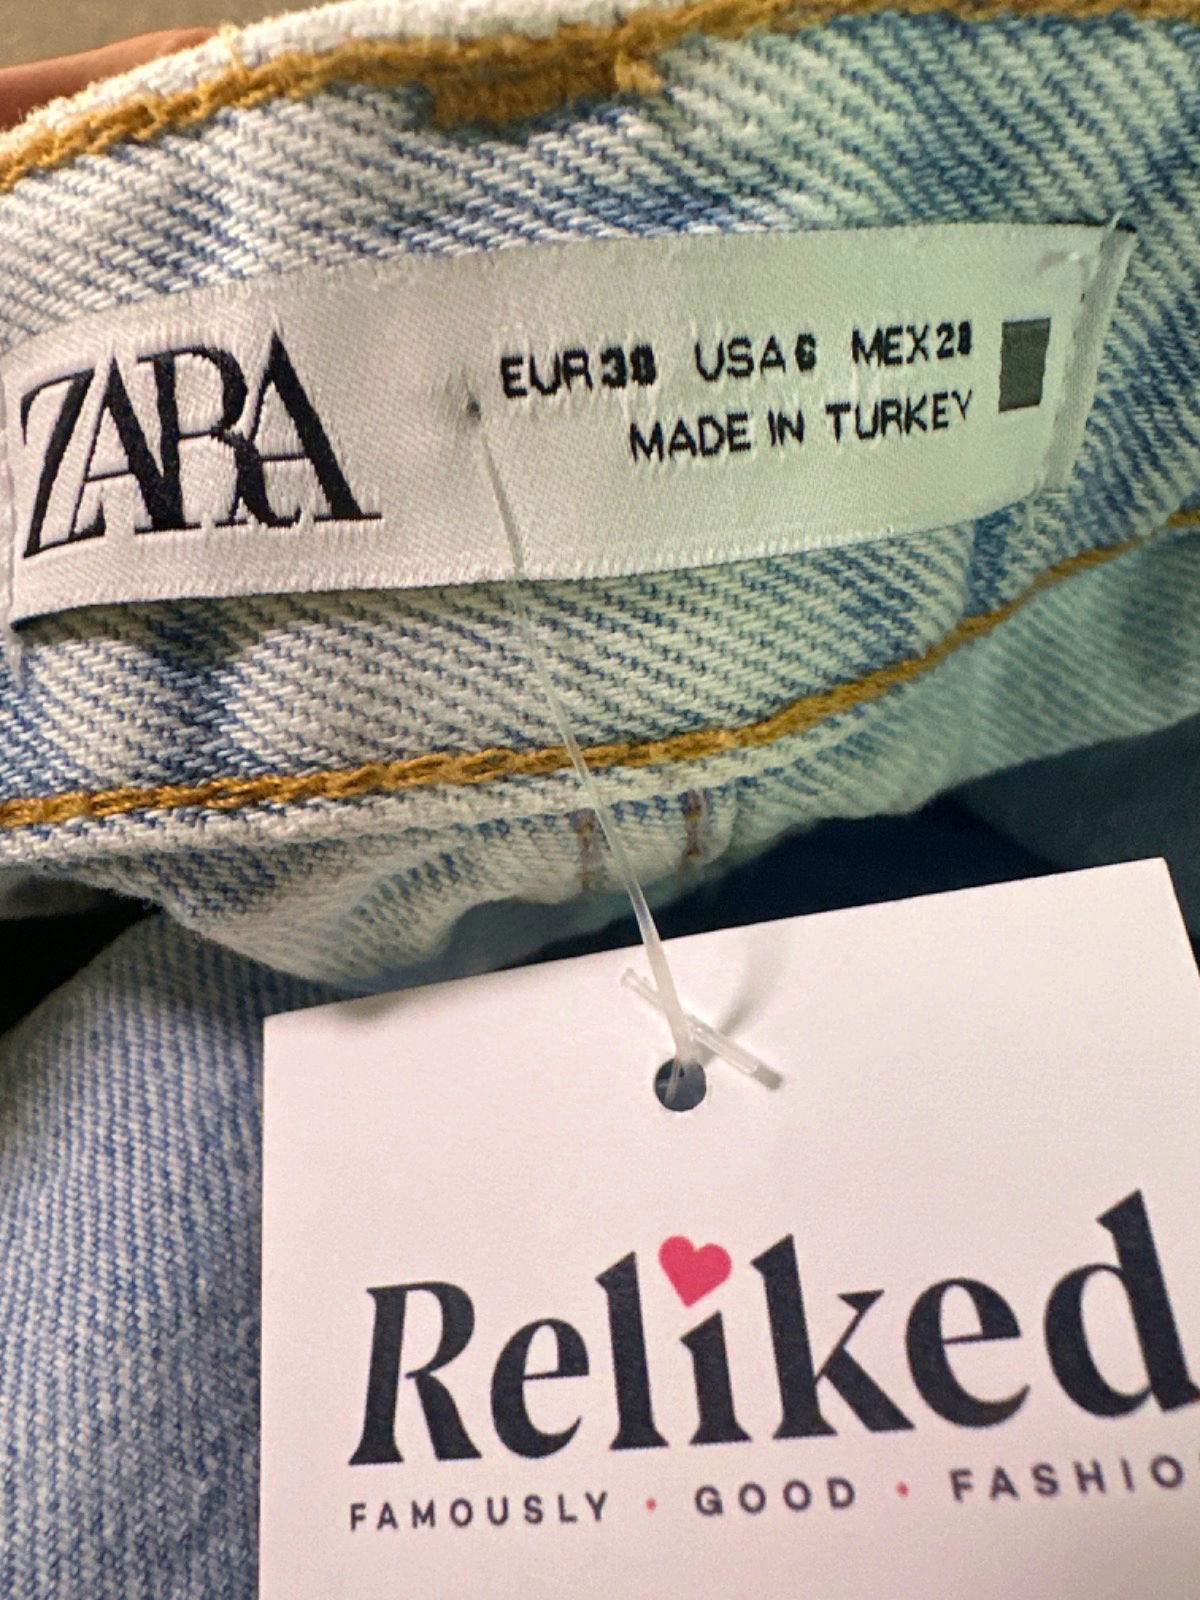 ZARA
EUR 38 USA 6 MEX 28
MADE IN TURKEY
Reliked
FAMOUSLY • GOOD • FASHIO